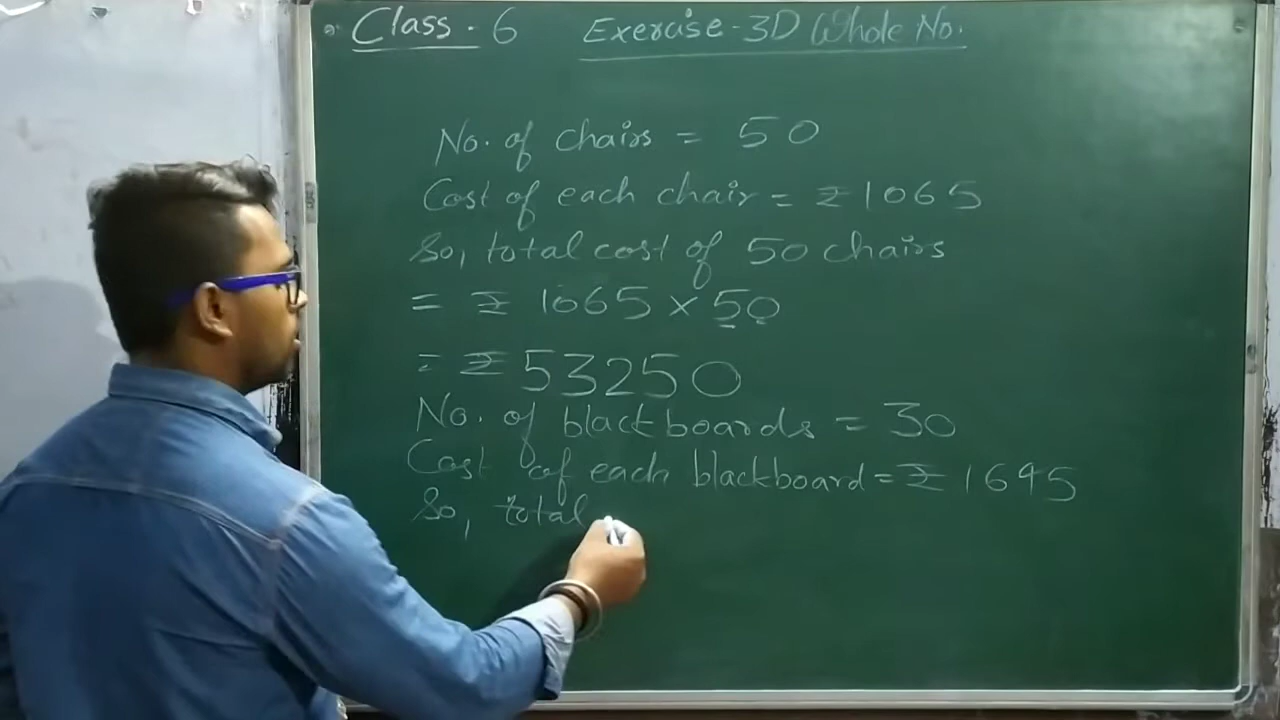 Class - 6 Exercise - 3D Whole No.
No. of chairs = 50
Cost of each chair = ₹ 1065
So, total cost of 50 chairs
= ₹ 1065 × 50
= ₹ 53250
No. of blackboards = 30
Cost of each blackboard = ₹ 1645
So, total